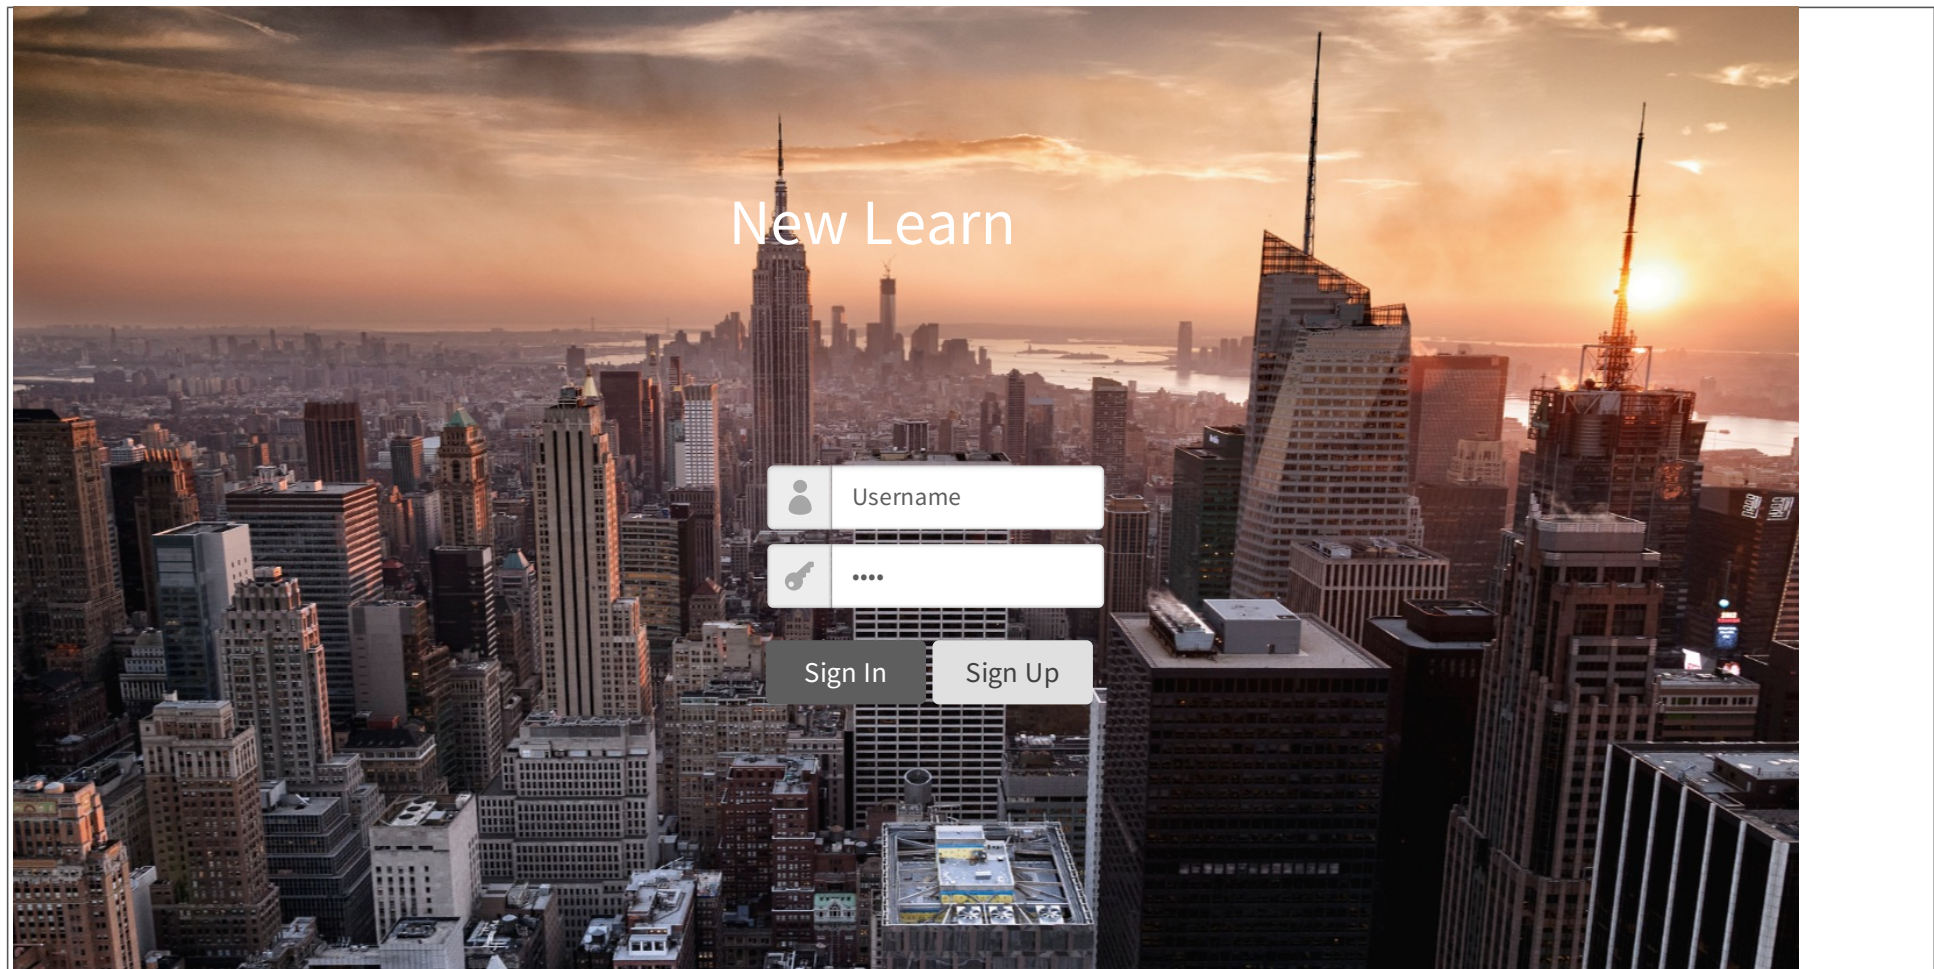 New Learn
Username
••••
Sign In
Sign Up